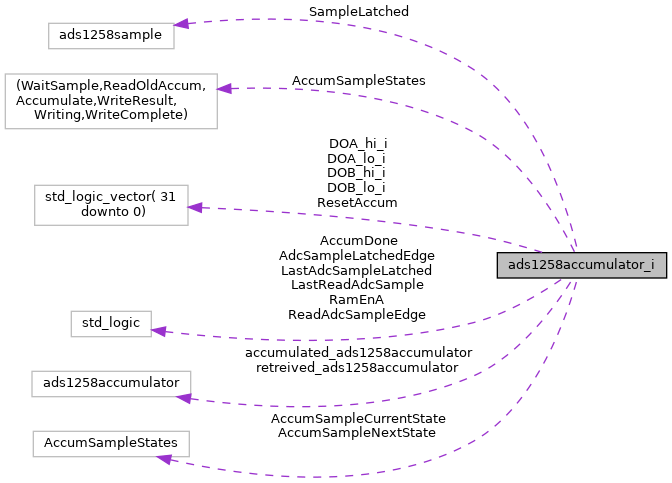 SampleLatched
ads1258sample
AccumSampleStates
(WaitSample,ReadOldAccum,
Accumulate,WriteResult,
Writing,WriteComplete)
DOA_hi_i
DOA_lo_i
DOB_hi_i
DOB_lo_i
ResetAccum
std_logic_vector( 31
downto 0)
AccumDone
AdcSampleLatchedEdge
LastAdcSampleLatched
LastReadAdcSample
RamEnA
ReadAdcSampleEdge
ads1258accumulator_i
std_logic
accumulated_ads1258accumulator
retreived_ads1258accumulator
ads1258accumulator
AccumSampleCurrentState
AccumSampleNextState
AccumSampleStates